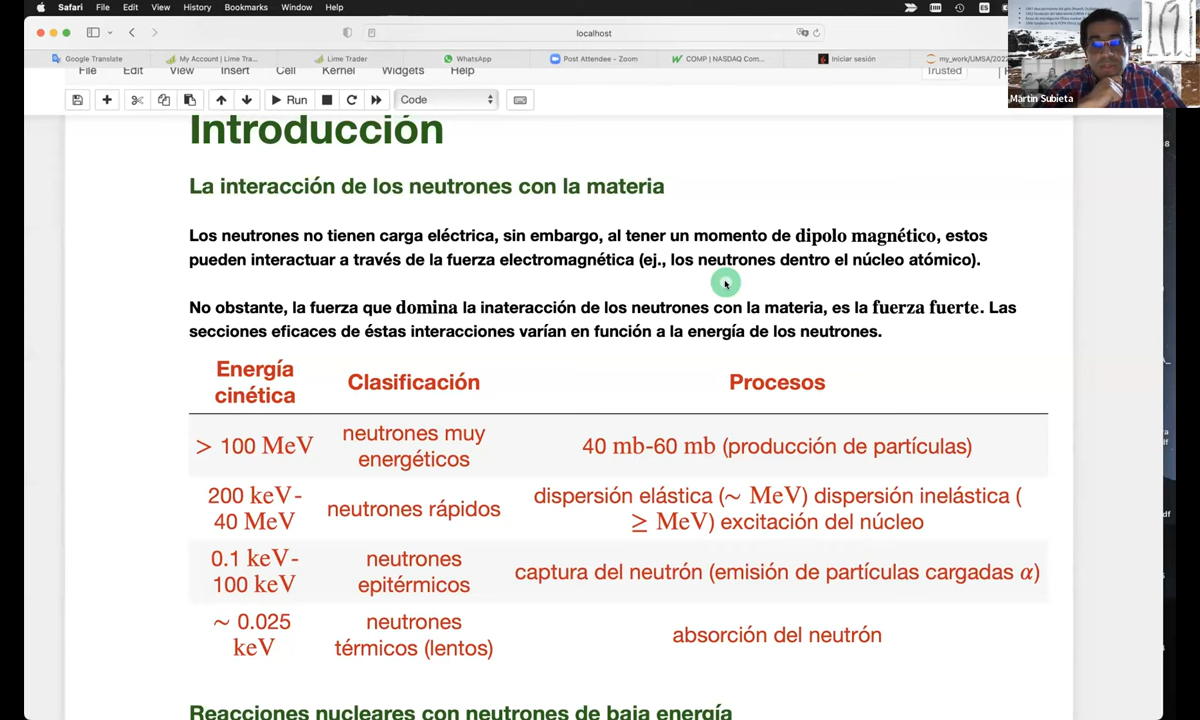 Safari File Edit View History Bookmarks Window Help
localhost
Google Translate My Account | Lime Tra... Lime Trader WhatsApp Post Attendee - Zoom COMP | NASDAQ Com... Iniciar sesión my_work/IJMSA/202
File Edit View Insert Cell Kernel Widgets Help Trusted
Martin Subieta
Run Code
Introducción
La interacción de los neutrones con la materia
Los neutrones no tienen carga eléctrica, sin embargo, al tener un momento de dipolo magnético, estos
pueden interactuar a través de la fuerza electromagnética (ej., los neutrones dentro el núcleo atómico).
No obstante, la fuerza que domina la inateracción de los neutrones con la materia, es la fuerza fuerte. Las
secciones eficaces de éstas interacciones varían en función a la energía de los neutrones.
Energía
cinética
Clasificación
Procesos
> 100 MeV
neutrones muy
energéticos
40 mb-60 mb (producción de partículas)
200 keV-
40 MeV
neutrones rápidos
dispersión elástica (∼ MeV) dispersión inelástica (
≥ MeV) excitación del núcleo
0.1 keV-
100 keV
neutrones
epitérmicos
captura del neutrón (emisión de partículas cargadas α)
∼ 0.025
keV
neutrones
térmicos (lentos)
absorción del neutrón
Reacciones nucleares con neutrones de baja energía